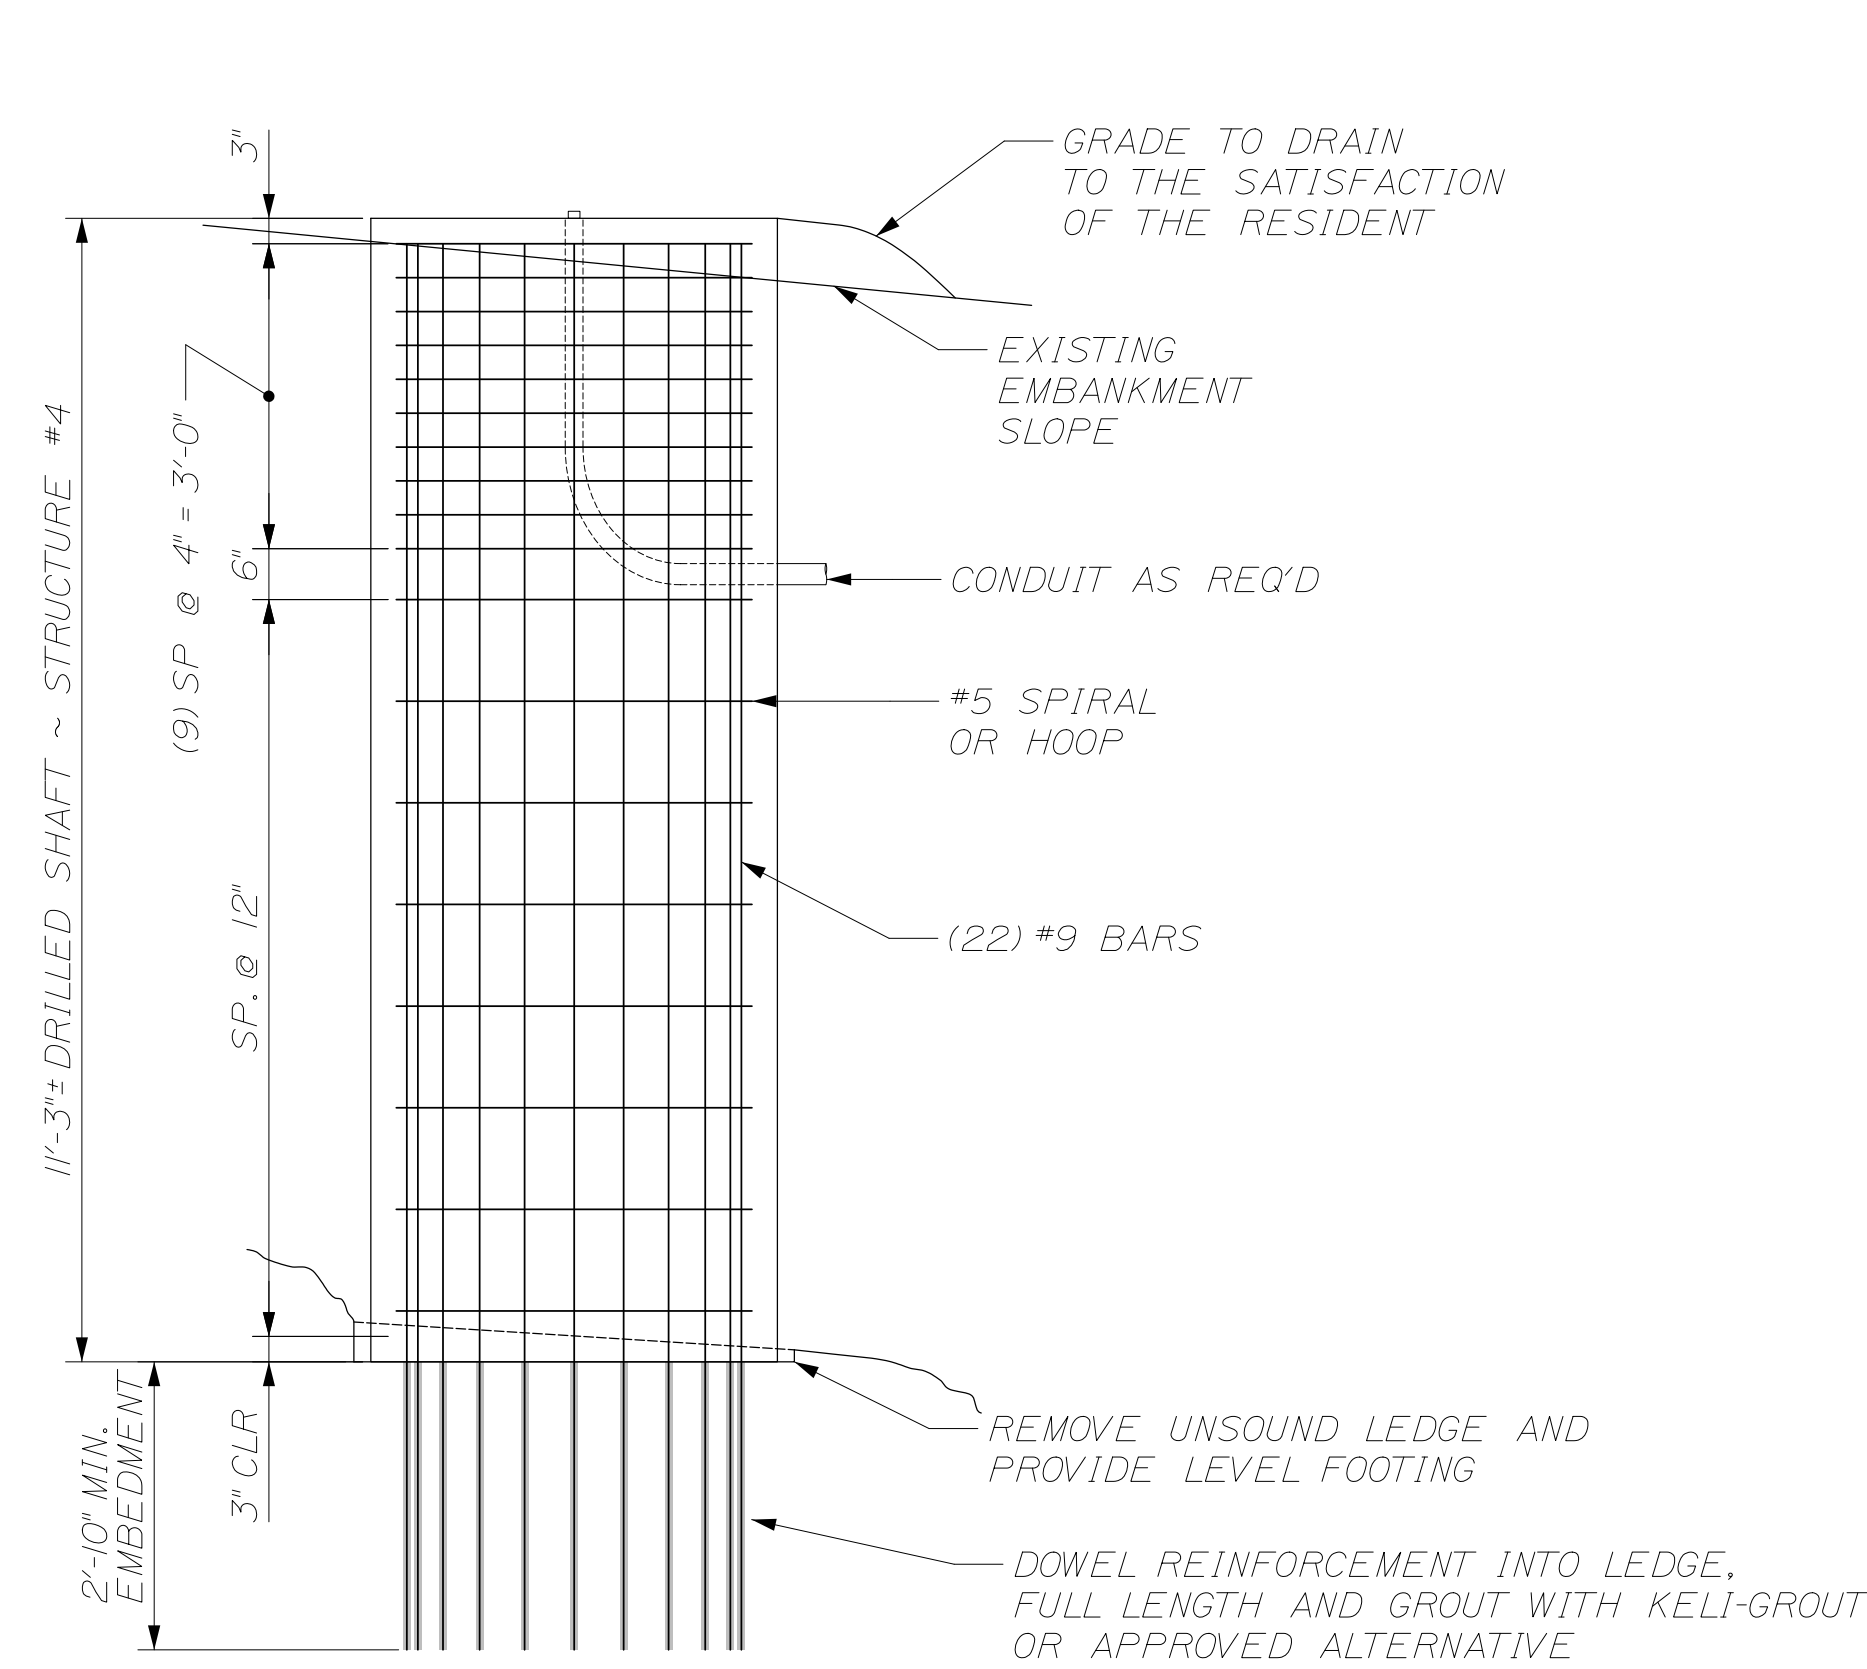 3"
GRADE TO DRAIN
TO THE SATISFACTION
OF THE RESIDENT
EXISTING
EMBANKMENT
SLOPE
11'-3"± DRILLED SHAFT ~ STRUCTURE #4
(9) SP @ 4" = 3'-0"
6"
CONDUIT AS REQ'D
#5 SPIRAL
OR HOOP
SP. @ 12"
(22) #9 BARS
2'-10" MIN.
EMBEDMENT
3" CLR
REMOVE UNSOUND LEDGE AND
PROVIDE LEVEL FOOTING
DOWEL REINFORCEMENT INTO LEDGE,
FULL LENGTH AND GROUT WITH KELI-GROUT
OR APPROVED ALTERNATIVE